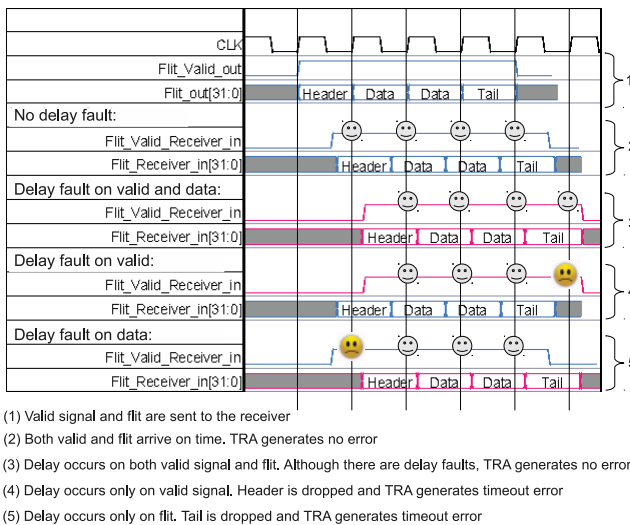 CLK
Flit_Valid_out
Flit_out[31:0] Header Data Data Tail
1
No delay fault:
Flit_Valid_Receiver_in
Flit_Receiver_in[31:0] Header Data Data Tail
Delay fault on valid and data:
Flit_Valid_Receiver_in
Flit_Receiver_in[31:0] Header Data Data Tail
Delay fault on valid:
Flit_Valid_Receiver_in
Flit_Receiver_in[31:0] Header Data Data Tail
4
Delay fault on data:
Flit_Valid_Receiver_in
Flit_Receiver_in[31:0] Header Data Data Tail
5
(1) Valid signal and flit are sent to the receiver
(2) Both valid and flit arrive on time. TRA generates no error
(3) Delay occurs on both valid signal and flit. Although there are delay faults, TRA generates no error
(4) Delay occurs only on valid signal. Header is dropped and TRA generates timeout error
(5) Delay occurs only on flit. Tail is dropped and TRA generates timeout error